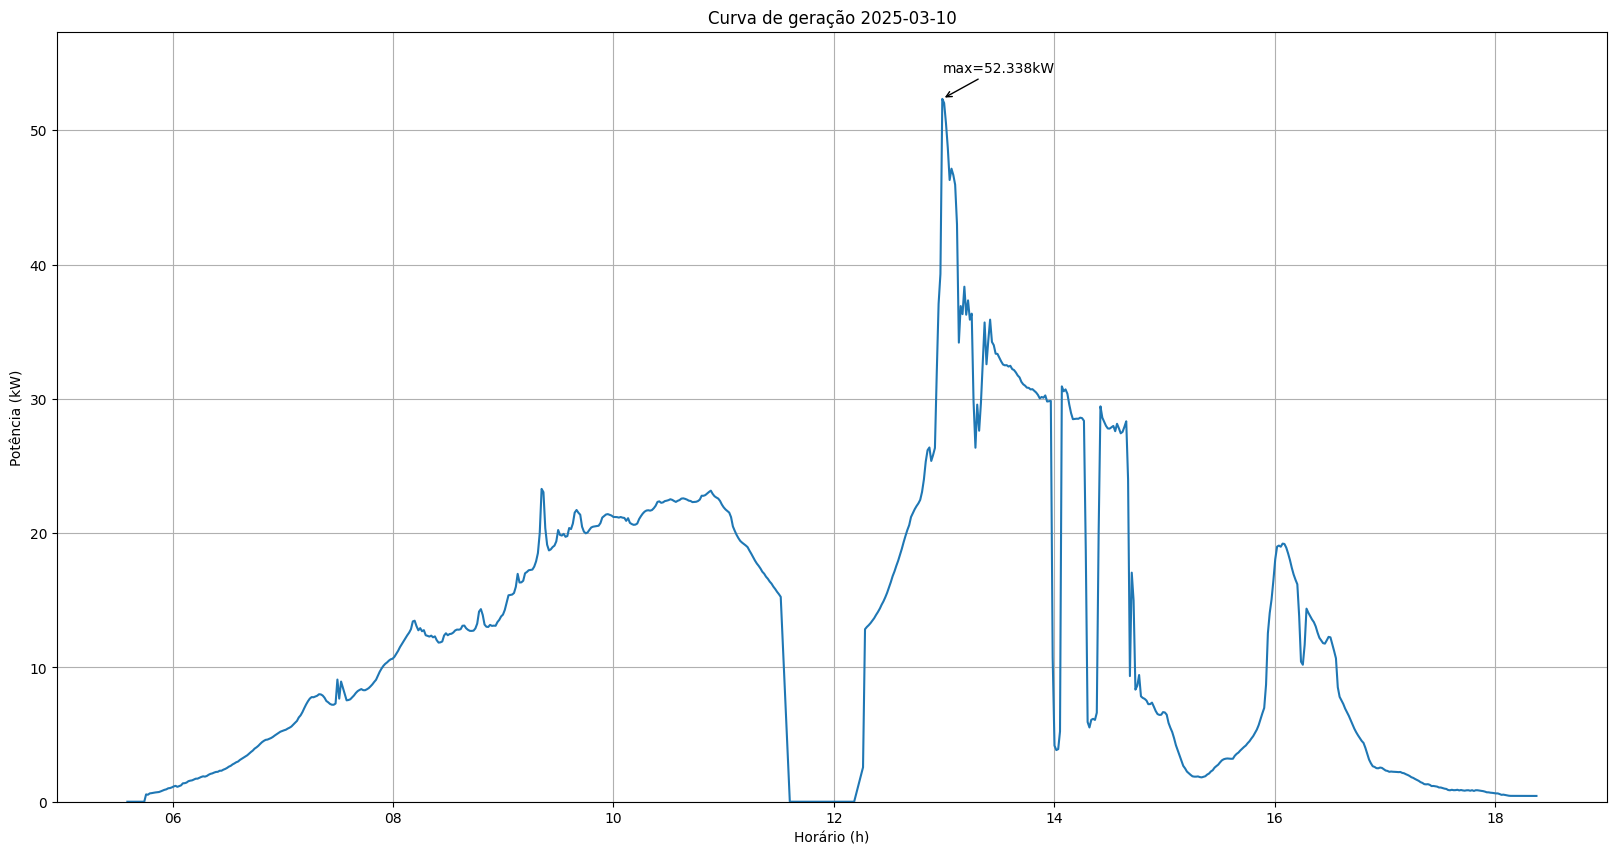 Curva de geração 2025-03-10
max=52.338kW
Potência (kW)
50
40
30
20
10
0
06 08 10 12 14 16 18
Horário (h)